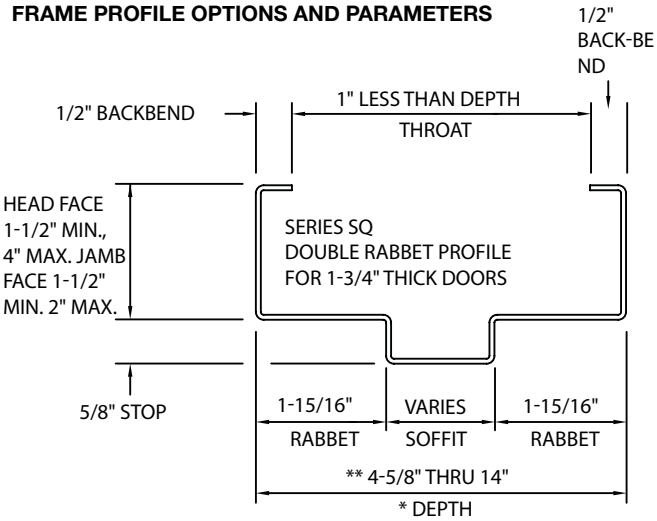 FRAME PROFILE OPTIONS AND PARAMETERS
1/2"
BACK-BE
ND
1/2" BACKBEND
1" LESS THAN DEPTH
THROAT
HEAD FACE
1-1/2" MIN.,
4" MAX. JAMB
FACE 1-1/2"
MIN. 2" MAX.
SERIES SQ
DOUBLE RABBET PROFILE
FOR 1-3/4" THICK DOORS
5/8" STOP
1-15/16"
RABBET
VARIES
SOFFIT
1-15/16"
RABBET
** 4-5/8" THRU 14"
* DEPTH